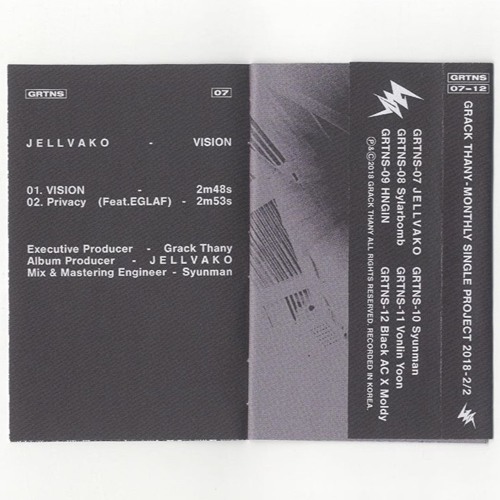 GRTNS 07
JELLVAKO - VISION
01. VISION - 2m48s
02. Privacy (Feat.EGLAF) - 2m53s
Executive Producer - Grack Thany
Album Producer - JELLVAKO
Mix & Mastering Engineer - Syunman
GRTNS
07-12
GRACK THANY-MONTHLY SINGLE PROJECT 2018-2/2
GRTNS-07 JELLVAKO
GRTNS-08 Sylarbomb
GRTNS-09 HNGIN
GRTNS-10 Syunman
GRTNS-11 Vonlin Yoon
GRTNS-12 Black AC X Moldy
℗&©2018 GRACK THANY ALL RIGHTS RESERVED. RECORDED IN KOREA.